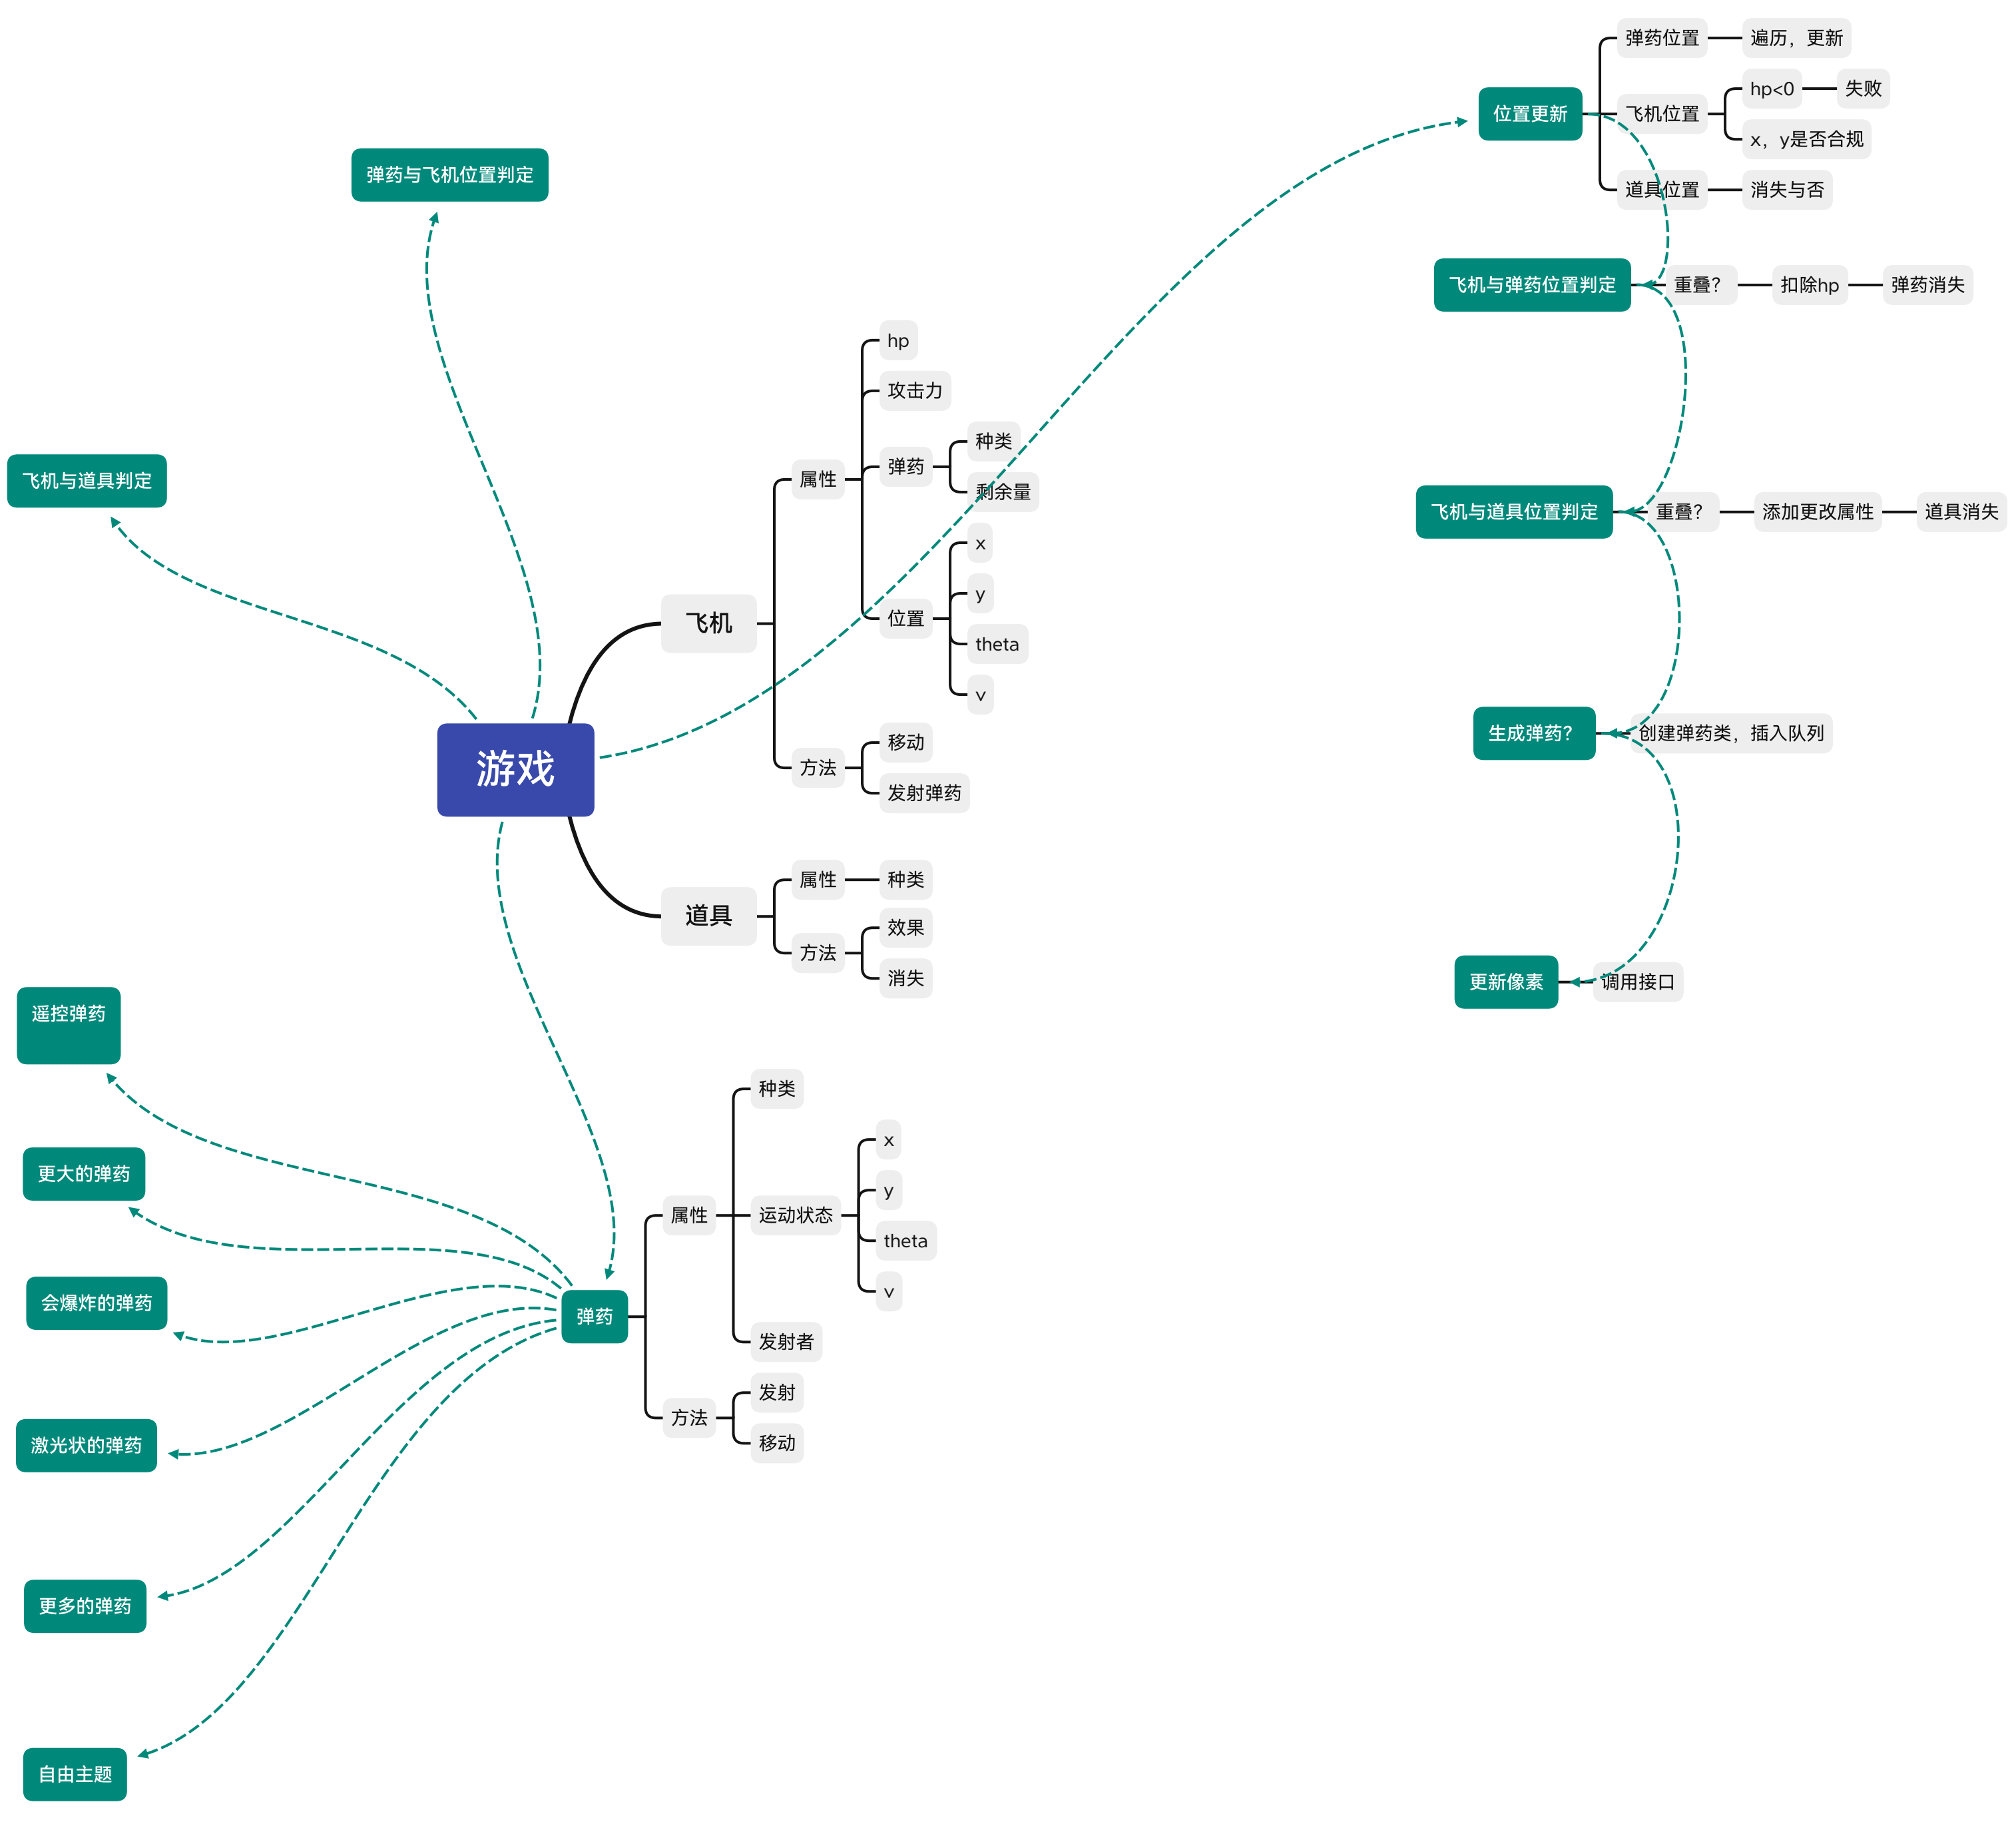 弹药与飞机位置判定
飞机与道具判定
游戏
飞机
属性
hp
攻击力
弹药
种类
剩余量
位置
x
y
theta
v
方法
移动
发射弹药
道具
属性
种类
方法
效果
消失
弹药
属性
种类
运动状态
x
y
theta
v
发射者
方法
发射
移动
遥控弹药
更大的弹药
会爆炸的弹药
激光状的弹药
更多的弹药
自由主题
位置更新
弹药位置
遍历，更新
飞机位置
hp<0
失败
x，y是否合规
道具位置
消失与否
飞机与弹药位置判定
重叠？
扣除hp
弹药消失
飞机与道具位置判定
重叠？
添加更改属性
道具消失
生成弹药？
创建弹药类，插入队列
更新像素
调用接口